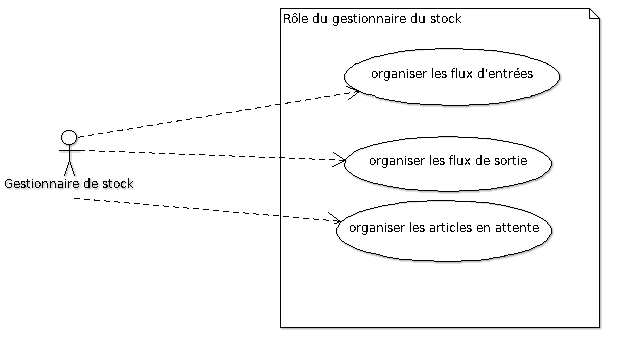 Rôle du gestionnaire du stock
organiser les flux d'entrées
organiser les flux de sortie
Gestionnaire de stock
organiser les articles en attente